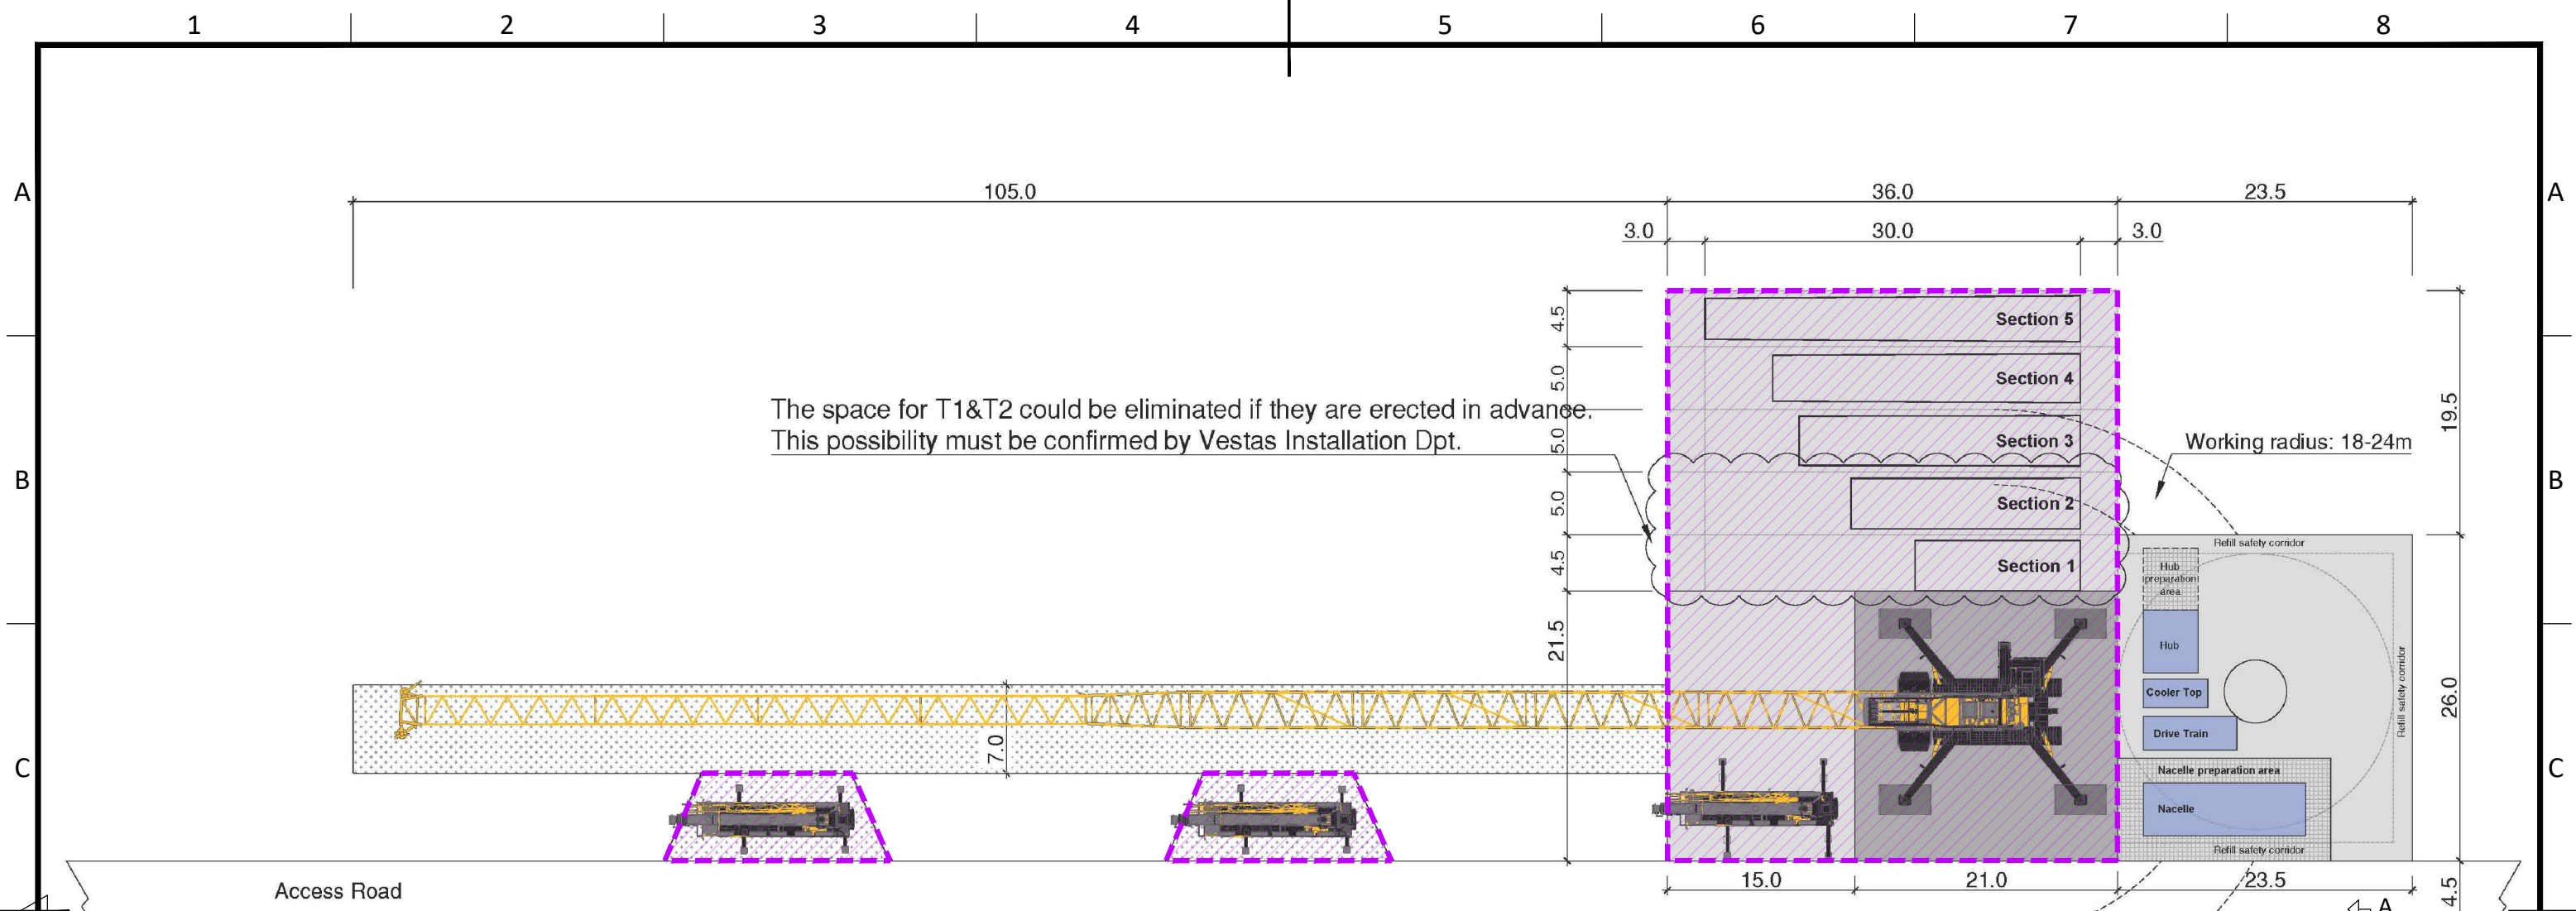 1 2 3 4 5 6 7 8
A A
105.0 36.0 23.5
3.0 30.0 3.0
4.5 Section 5
5.0 Section 4 19.5
The space for T1&T2 could be eliminated if they are erected in advance.
This possibility must be confirmed by Vestas Installation Dpt.
5.0 Section 3 Working radius: 18-24m
B B
5.0 Section 2
4.5 Section 1
Refill safety corridor
Hub
preparation
area
21.5
Hub
Refill safety corridor
26.0
Cooler Top
Drive Train
7.0
C C
Nacelle preparation area
Nacelle
Refill safety corridor
15.0 21.0 23.5
Access Road
4.5
A